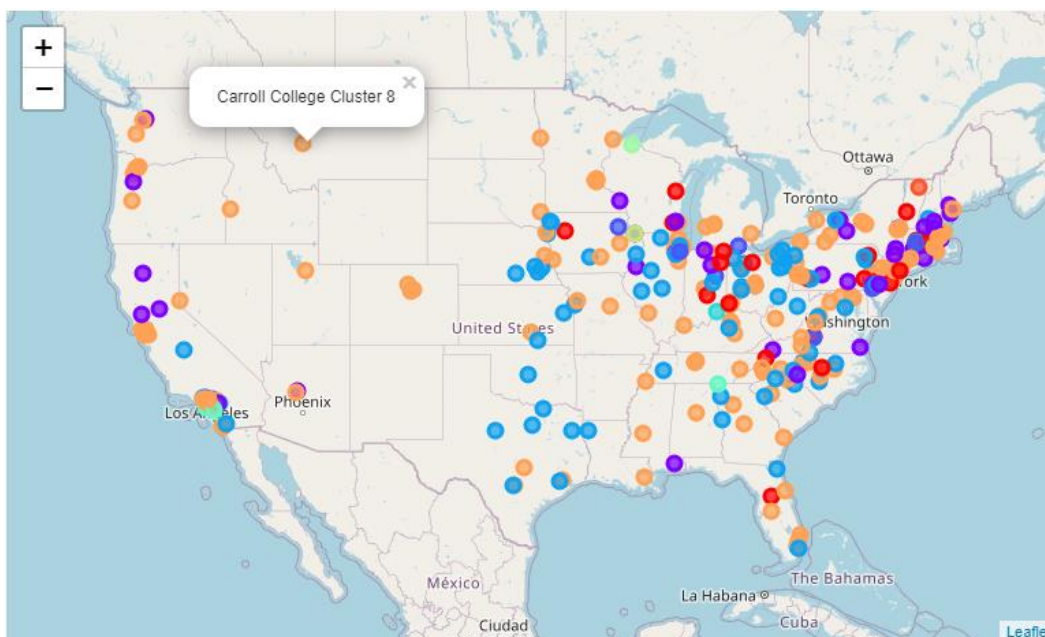 +
−
×
Carroll College Cluster 8
Ottawa
Toronto
York
United States
Washington
Los Angeles
Phoenix
México
The Bahamas
La Habana
Cuba
Ciudad
Leafle